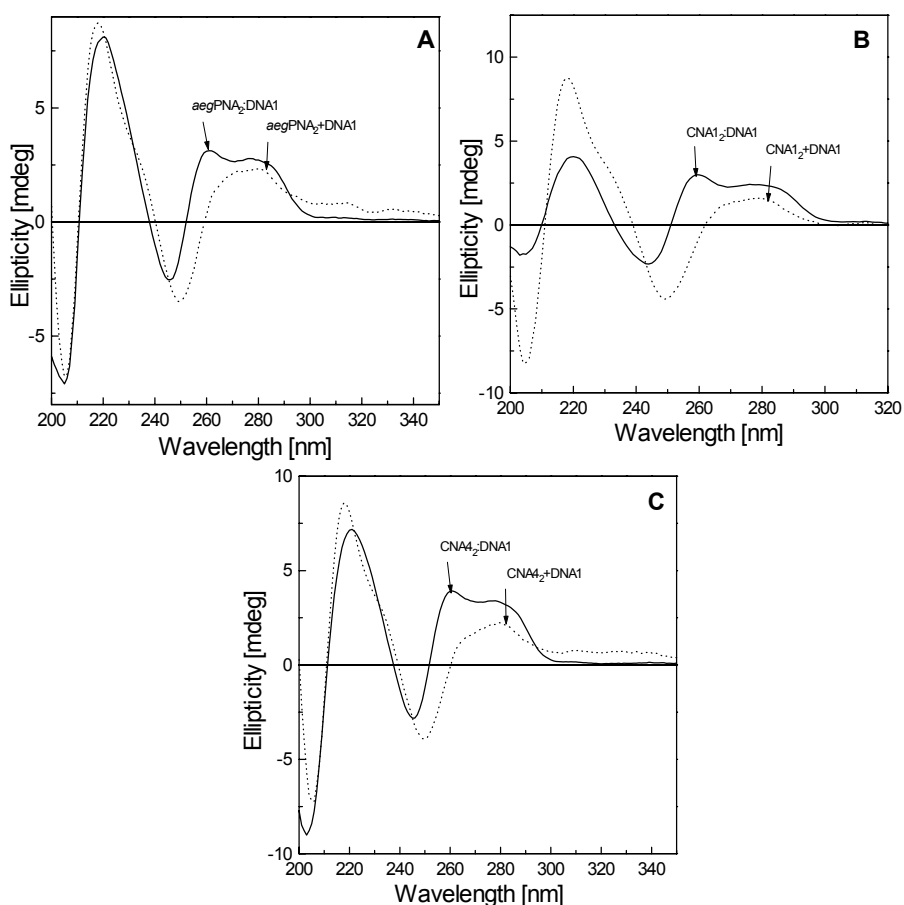 A
aegPNA2:DNA1
aegPNA2+DNA1
5
0
-5
Ellipticity [mdeg]
200 220 240 260 280 300 320 340
Wavelength [nm]
B
CNA12:DNA1
CNA12+DNA1
10
5
0
-5
-10
Ellipticity [mdeg]
200 220 240 260 280 300 320
Wavelength [nm]
C
CNA42:DNA1
CNA42+DNA1
10
5
0
-5
-10
Ellipticity [mdeg]
200 220 240 260 280 300 320 340
Wavelength [nm]